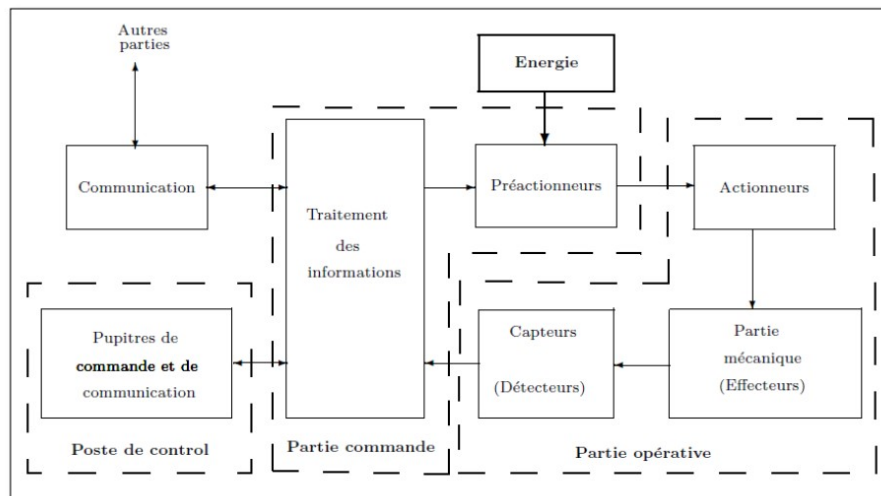 Autres
parties
Energie
Communication
Traitement
des
informations
Préactionneurs
Actionneurs
Pupitres de
commande et de
communication
Capteurs
(Détecteurs)
Partie
mécanique
(Effecteurs)
Poste de control
Partie commande
Partie opérative